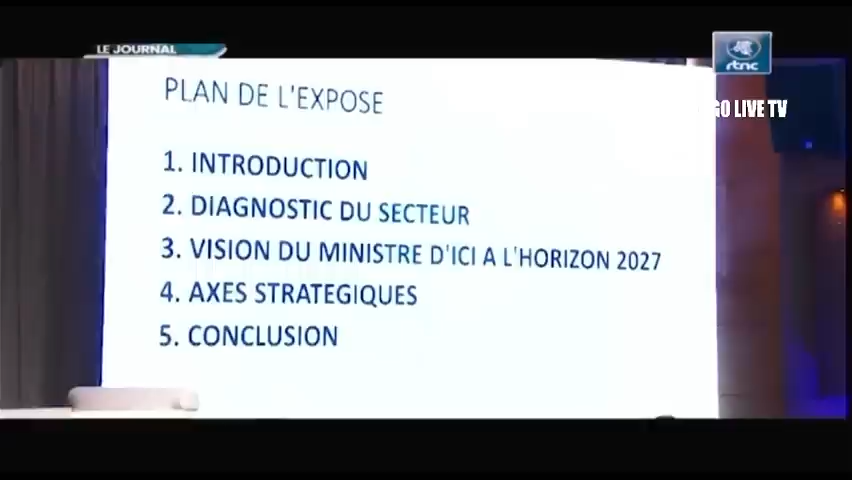 LE JOURNAL
rtnc
GO LIVE TV
PLAN DE L'EXPOSE
1. INTRODUCTION
2. DIAGNOSTIC DU SECTEUR
3. VISION DU MINISTRE D'ICI A L'HORIZON 2027
4. AXES STRATEGIQUES
5. CONCLUSION